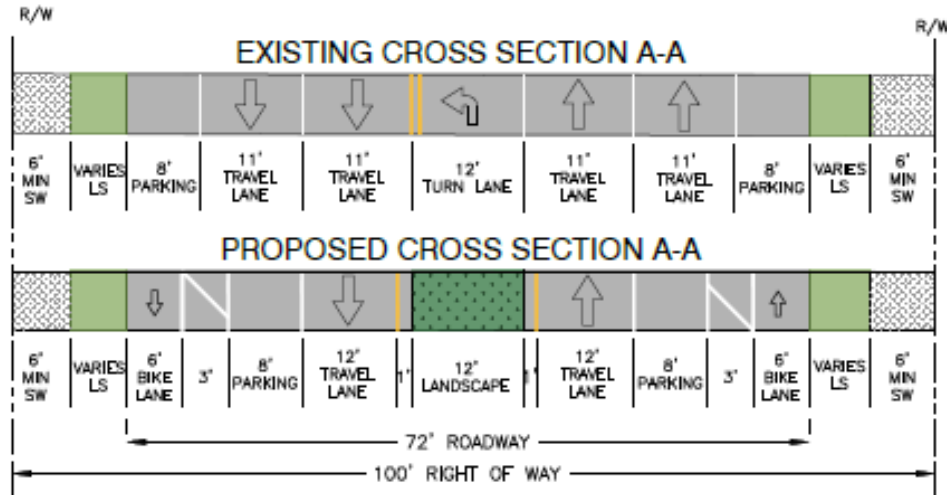 R/W
R/W
EXISTING CROSS SECTION A-A
6' MIN SW
VARIES LS
8' PARKING
11' TRAVEL LANE
11' TRAVEL LANE
12' TURN LANE
11' TRAVEL LANE
11' TRAVEL LANE
8' PARKING
VARIES LS
6' MIN SW
PROPOSED CROSS SECTION A-A
6' MIN SW
VARIES LS
6' BIKE LANE
3'
8' PARKING
12' TRAVEL LANE
1'
12' LANDSCAPE
1'
12' TRAVEL LANE
8' PARKING
3'
6' BIKE LANE
VARIES LS
6' MIN SW
72' ROADWAY
100' RIGHT OF WAY